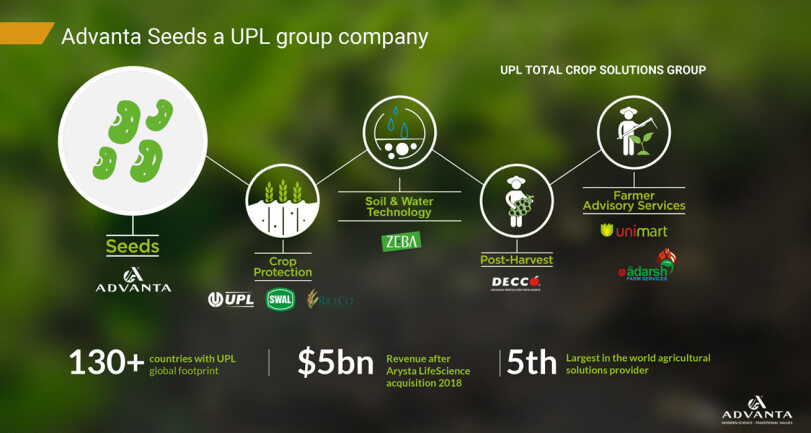 Advanta Seeds a UPL group company
UPL TOTAL CROP SOLUTIONS GROUP
Seeds
ADVANTA
Crop
Protection
UPL
SWAL
RICHCO
Soil & Water
Technology
ZEBA
Post-Harvest
DECCO
Farmer
Advisory Services
unimart
ādarsh
FARM SERVICES
130+
countries with UPL
global footprint
$5bn
Revenue after
Arysta LifeScience
acquisition 2018
5th
Largest in the world agricultural
solutions provider
ADVANTA
MODERN SCIENCE - TRADITIONAL VALUES